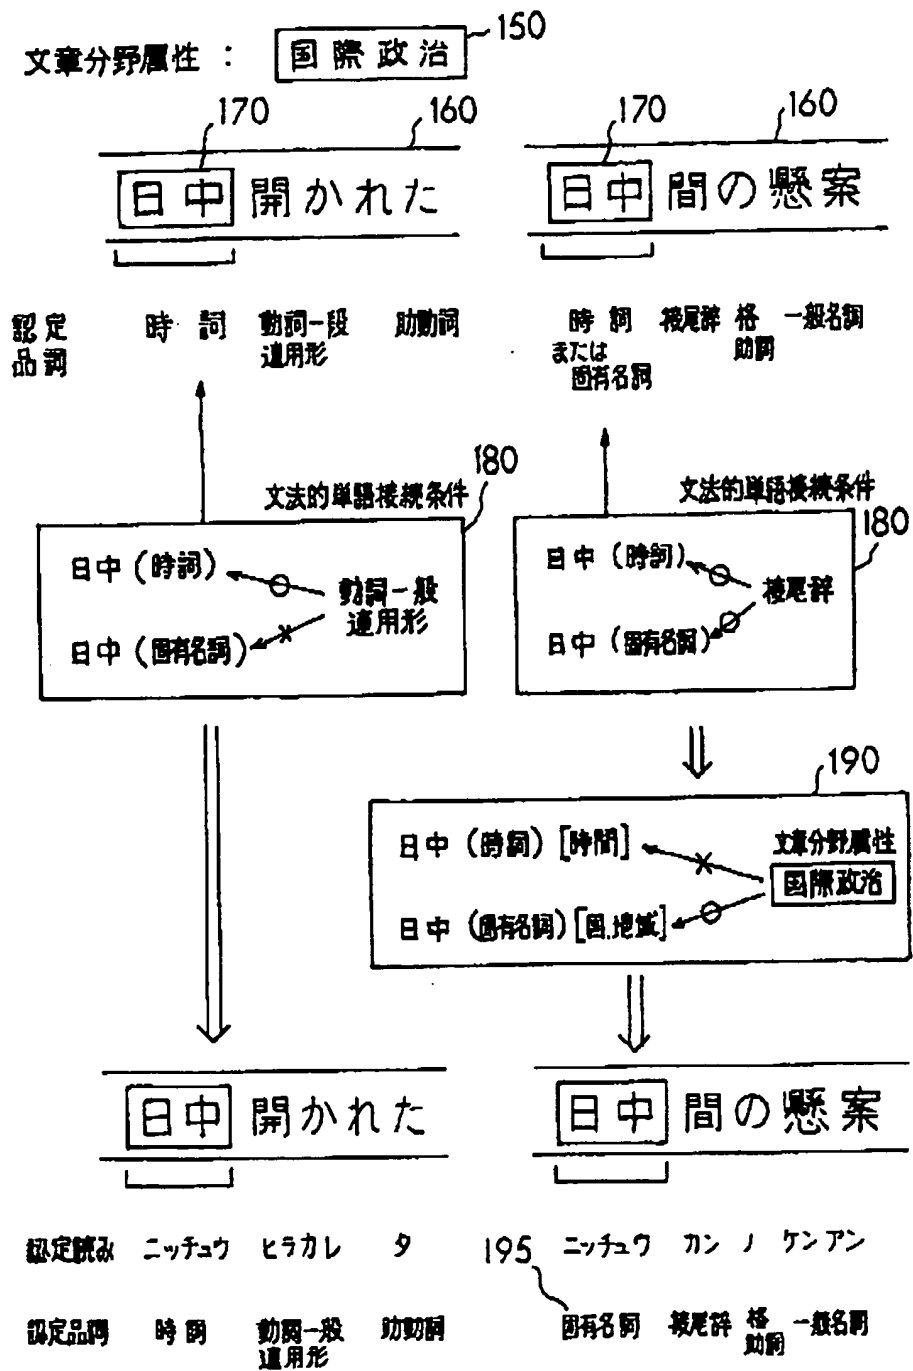 文章分野属性： 国際政治 150
170 160 170 160
日中 開かれた 日中 間の懸案
認定 時詞 動詞一段 助動詞 時詞 接尾辞 格 一般名詞
品詞 連用形 または 助詞
固有名詞
文法的単語接続条件 180 文法的単語接続条件 180
日中(時詞) ○ 動詞一般 日中(時詞) ○ 接尾辞
連用形
日中(固有名詞) × 日中(固有名詞) ○
190
日中(時詞)[時間] × 文章分野属性
国際政治
日中(固有名詞)[国,地域] ○
日中 開かれた 日中 間の懸案
認定読み ニッチュウ ヒラカレ タ 195 ニッチュウ カン ノ ケンアン
認定品詞 時詞 動詞一般 助動詞 固有名詞 接尾辞 格 一般名詞
連用形 助詞